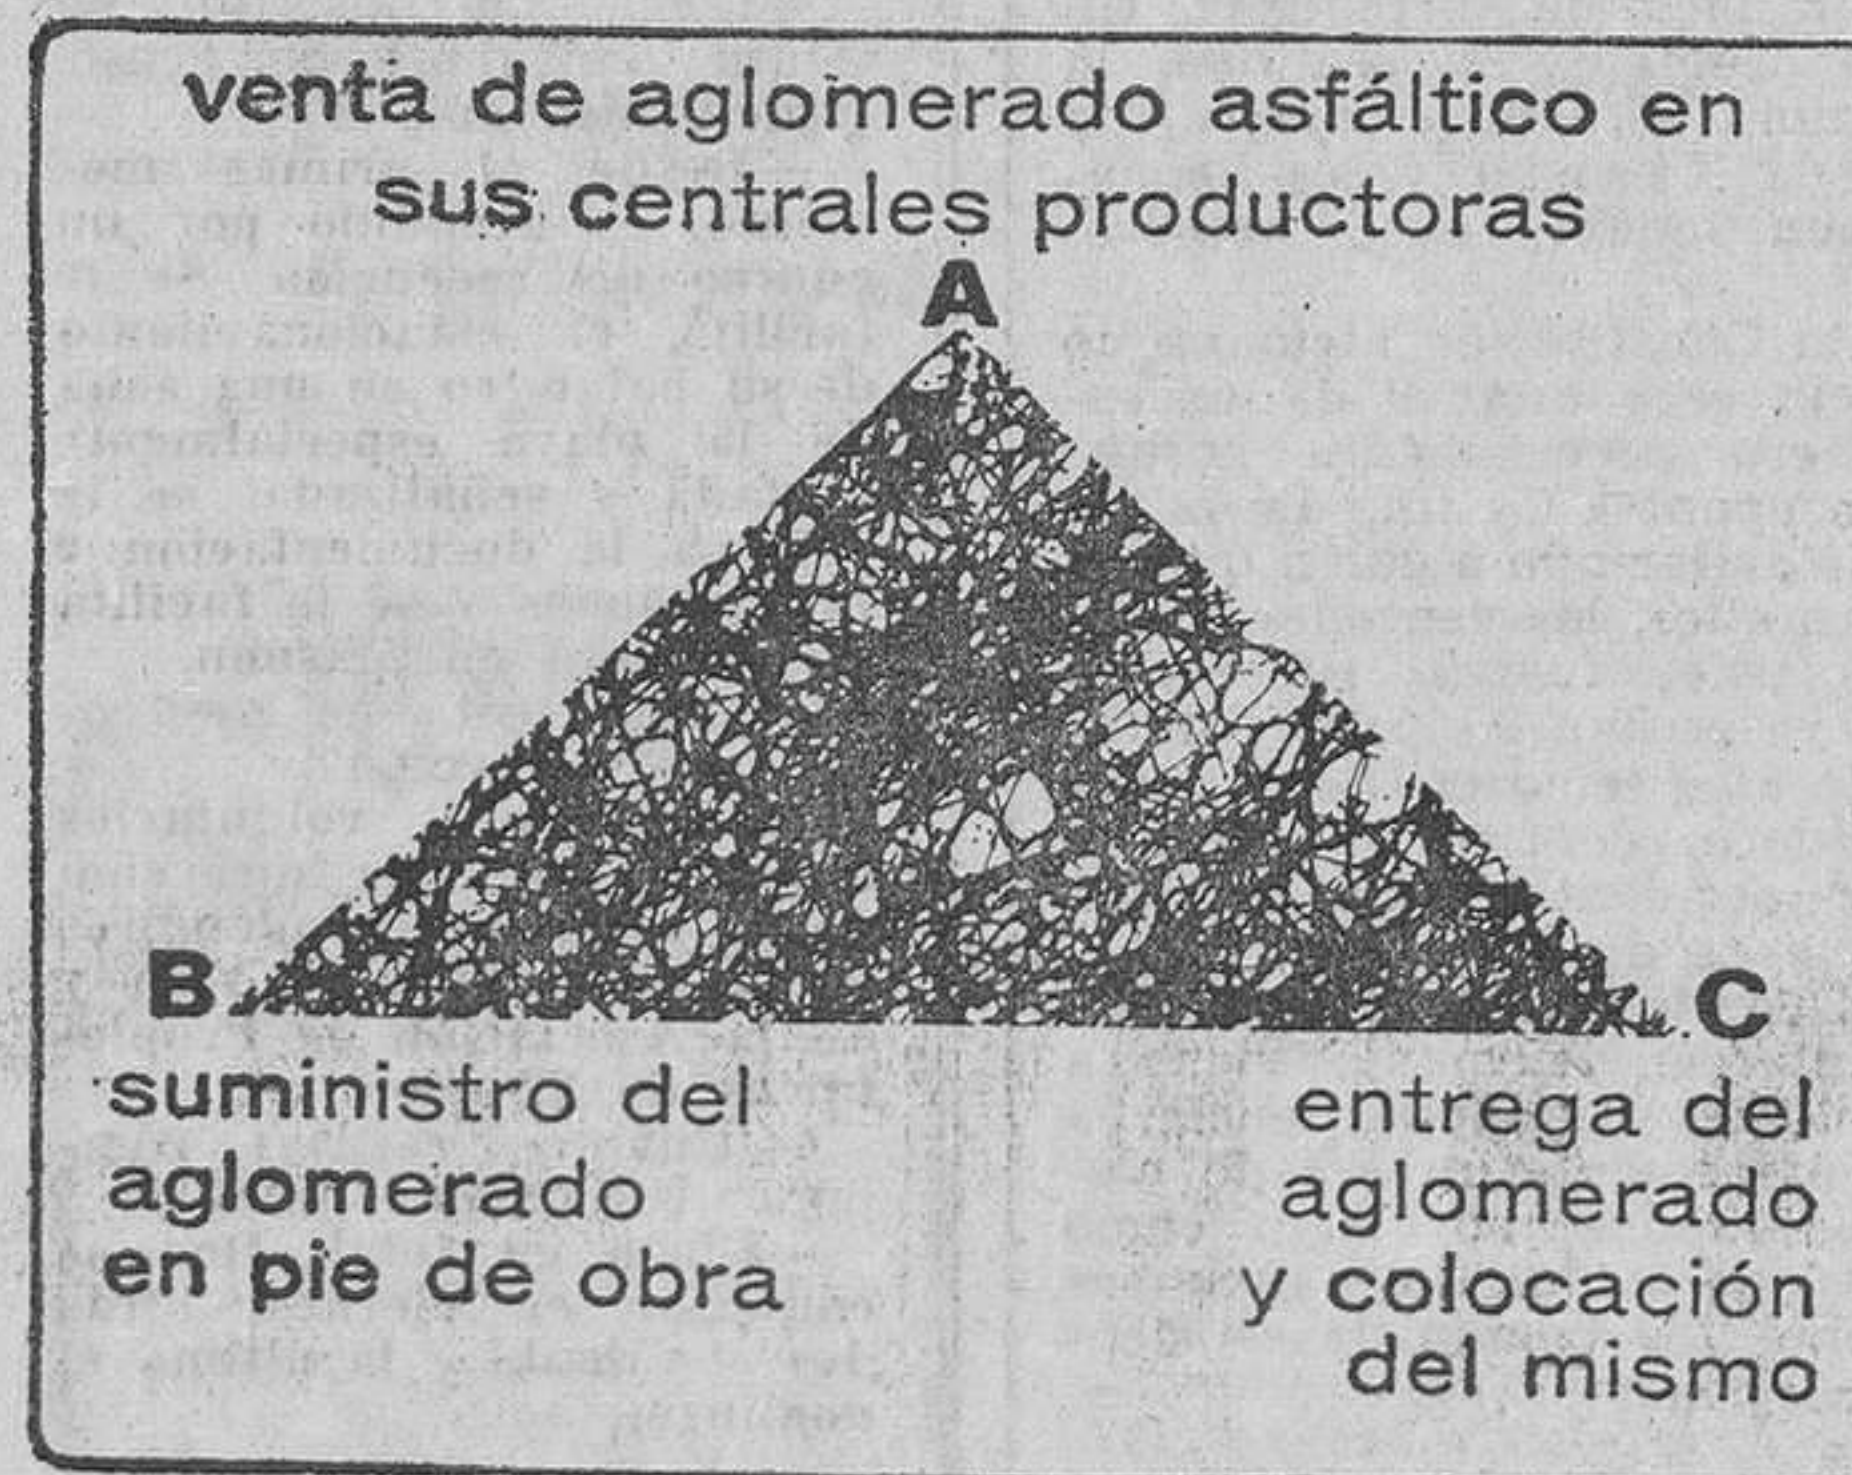 venta de aglomerado asfáltico en
sus centrales productoras
A
B
C
suministro del
aglomerado
en pie de obra
entrega del
aglomerado
y colocación
del mismo